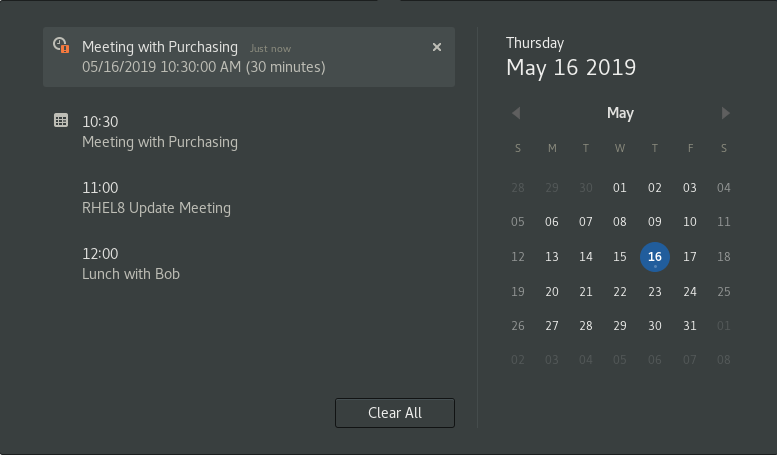 Meeting with Purchasing Just now
05/16/2019 10:30:00 AM (30 minutes)
10:30
Meeting with Purchasing
11:00
RHEL8 Update Meeting
12:00
Lunch with Bob
Clear All
Thursday
May 16 2019
May
S M T W T F S
28 29 30 01 02 03 04
05 06 07 08 09 10 11
12 13 14 15 16 17 18
19 20 21 22 23 24 25
26 27 28 29 30 31 01
02 03 04 05 06 07 08